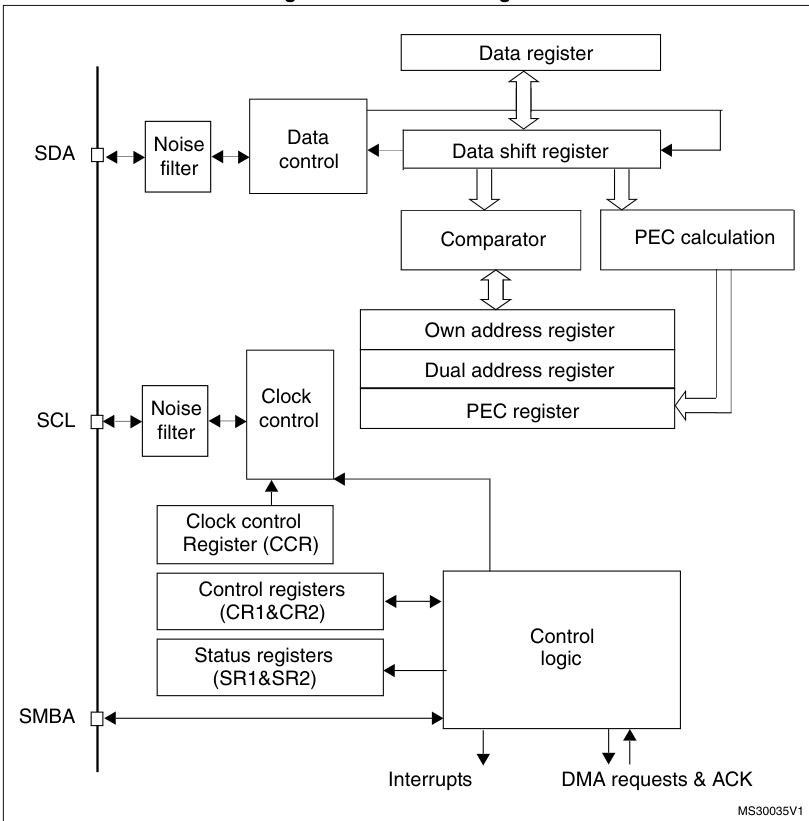 Data register
SDA
Noise
filter
Data
control
Data shift register
Comparator
PEC calculation
Own address register
Dual address register
PEC register
SCL
Noise
filter
Clock
control
Clock control
Register (CCR)
Control registers
(CR1&CR2)
Status registers
(SR1&SR2)
Control
logic
SMBA
Interrupts
DMA requests & ACK
MS30035V1